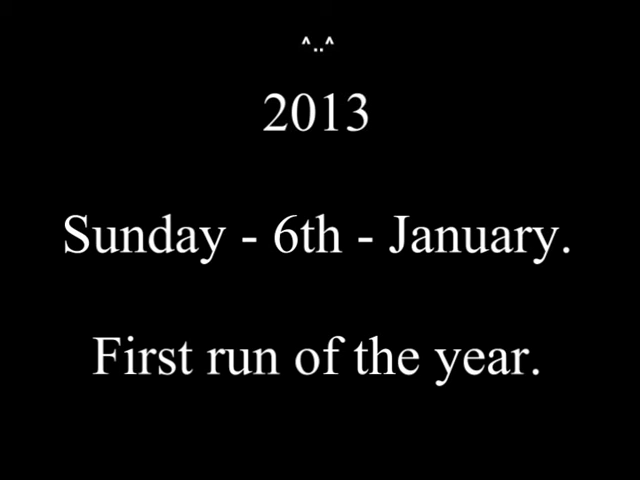 ^..^
2013
Sunday - 6th - January.
First run of the year.